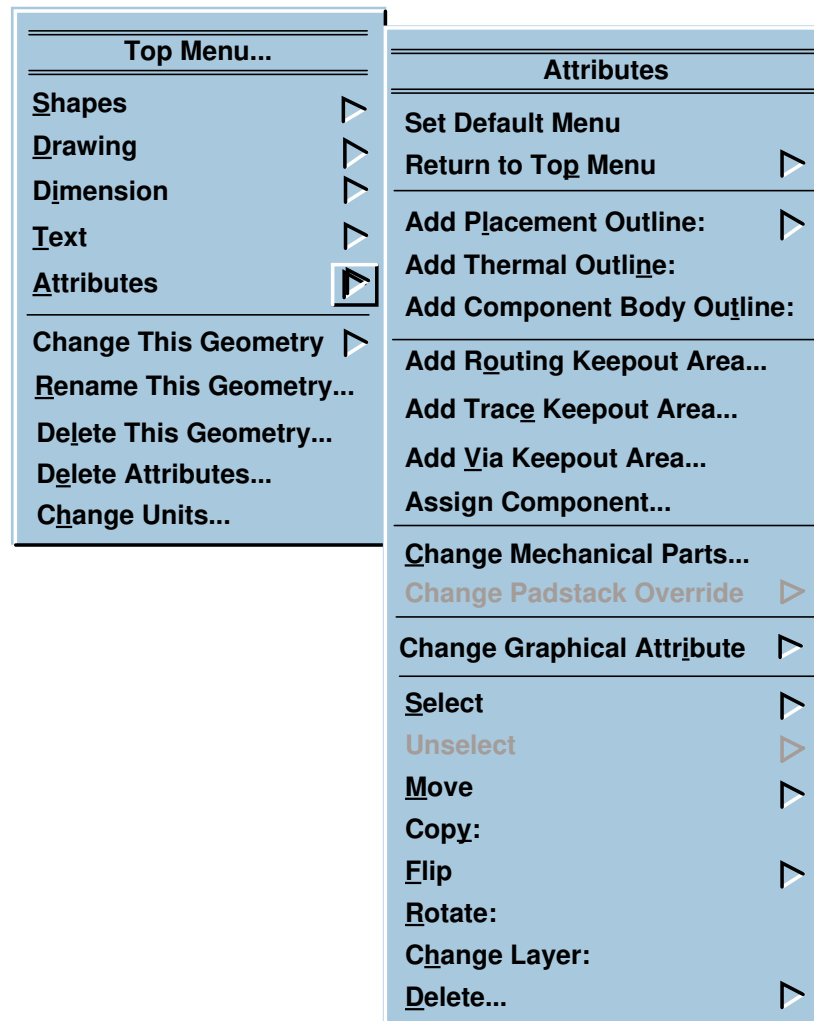 Top Menu...
Shapes
Drawing
Dimension
Text
Attributes
Change This Geometry
Rename This Geometry...
Delete This Geometry...
Delete Attributes...
Change Units...
Attributes
Set Default Menu
Return to Top Menu
Add Placement Outline:
Add Thermal Outline:
Add Component Body Outline:
Add Routing Keepout Area...
Add Trace Keepout Area...
Add Via Keepout Area...
Assign Component...
Change Mechanical Parts...
Change Padstack Override
Change Graphical Attribute
Select
Unselect
Move
Copy:
Flip
Rotate:
Change Layer:
Delete...